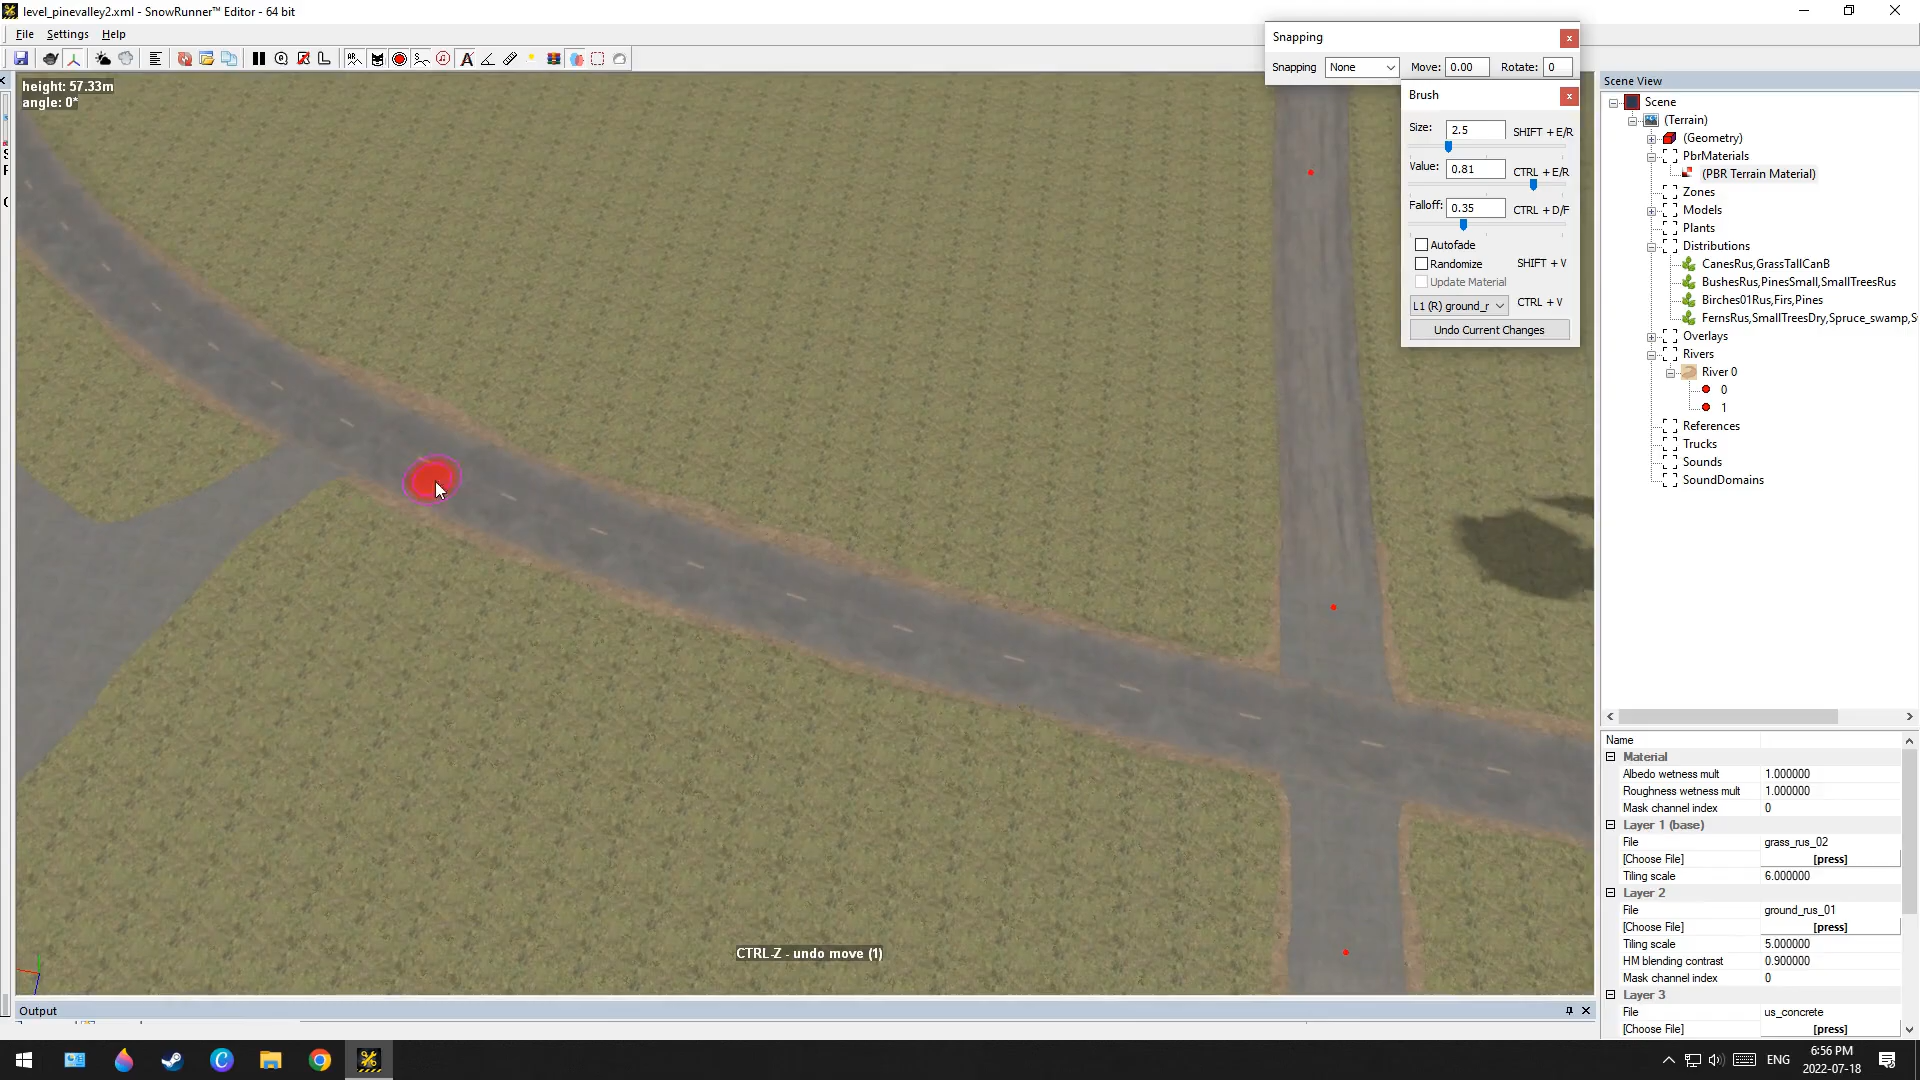 level_pinevalley2.xml - SnowRunner™ Editor - 64 bit
File Settings Help
height: 57.33m
angle: 0°
Snapping
Snapping None Move: 0.00 Rotate: 0
Brush
Size: 2.5 SHIFT + E/R
Value: 0.81 CTRL + E/R
Falloff: 0.35 CTRL + D/F
Autofade
Randomize SHIFT + V
Update Material
L1 (R) ground_r CTRL + V
Undo Current Changes
Scene View
Scene
(Terrain)
(Geometry)
PbrMaterials
(PBR Terrain Material)
Zones
Models
Plants
Distributions
CanesRus,GrassTallCanB
BushesRus,PinesSmall,SmallTreesRus
Birches01Rus,Firs,Pines
FernsRus,SmallTreesDry,Spruce_swamp,S
Overlays
Rivers
River 0
0
1
References
Trucks
Sounds
SoundDomains
Name
Material
Albedo wetness mult 1.000000
Roughness wetness mult 1.000000
Mask channel index 0
Layer 1 (base)
File grass_rus_02
[Choose File] [press]
Tiling scale 6.000000
Layer 2
File ground_rus_01
[Choose File] [press]
Tiling scale 5.000000
HM blending contrast 0.900000
Mask channel index 0
Layer 3
File us_concrete
[Choose File] [press]
CTRL-Z - undo move (1)
Output
ENG
6:56 PM
2022-07-18